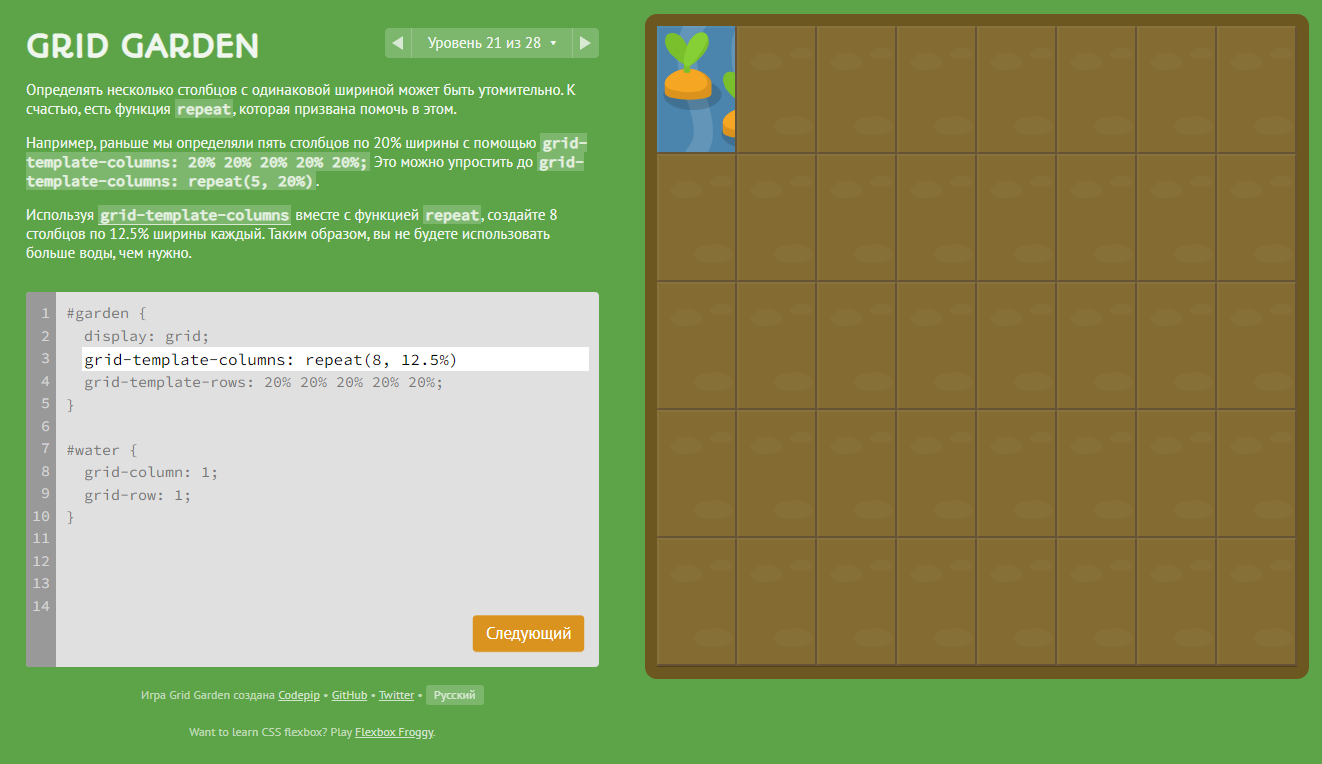 GRID GARDEN
◀ Уровень 21 из 28 ▾ ▶
Определять несколько столбцов с одинаковой шириной может быть утомительно. К
счастью, есть функция repeat, которая призвана помочь в этом.
Например, раньше мы определяли пять столбцов по 20% ширины с помощью grid-
template-columns: 20% 20% 20% 20% 20%; Это можно упростить до grid-
template-columns: repeat(5, 20%).
Используя grid-template-columns вместе с функцией repeat, создайте 8
столбцов по 12.5% ширины каждый. Таким образом, вы не будете использовать
больше воды, чем нужно.
1 #garden {
2 display: grid;
3 grid-template-columns: repeat(8, 12.5%)
4 grid-template-rows: 20% 20% 20% 20% 20%;
5 }
6
7 #water {
8 grid-column: 1;
9 grid-row: 1;
10 }
11
12
13
14
Следующий
Игра Grid Garden создана Codepip • GitHub • Twitter • Русский
Want to learn CSS flexbox? Play Flexbox Froggy.